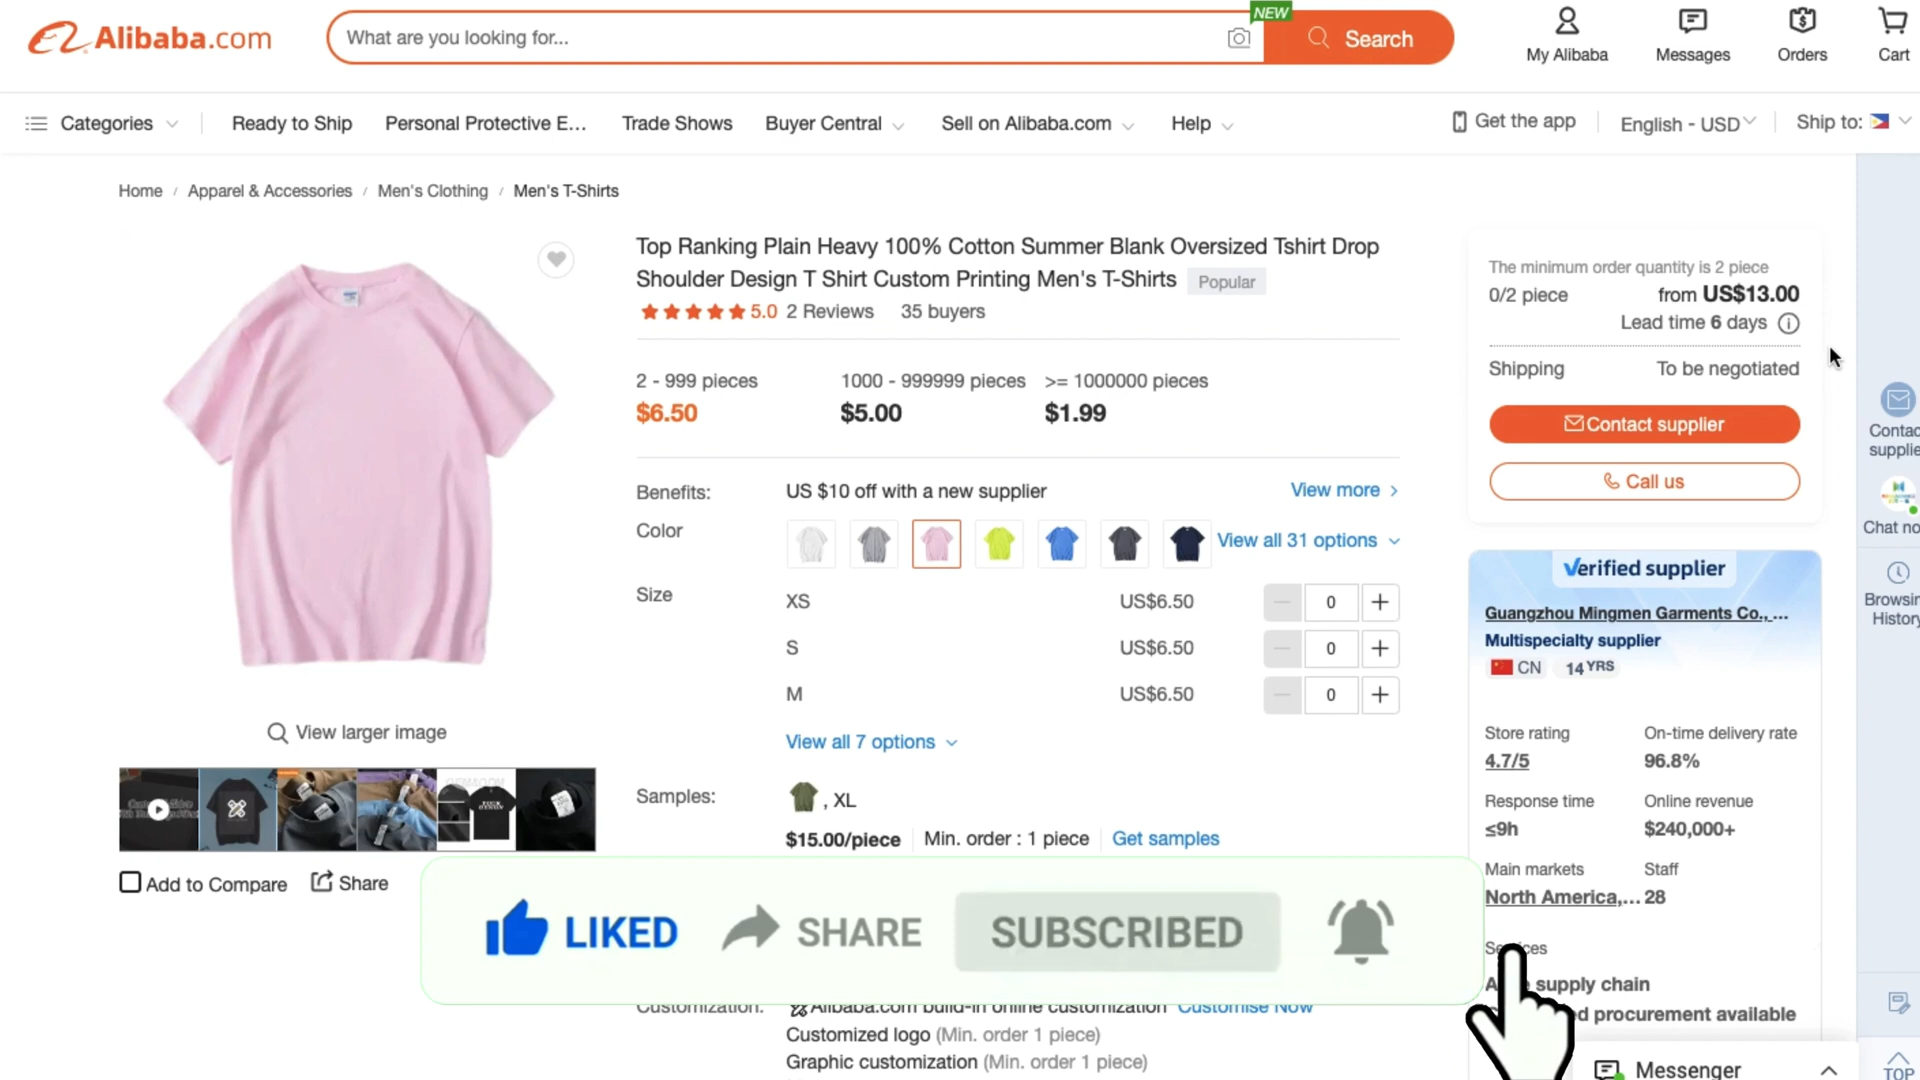 Alibaba.com
What are you looking for...
NEW
Search
My Alibaba
Messages
Orders
Cart
Categories
Ready to Ship
Personal Protective E...
Trade Shows
Buyer Central
Sell on Alibaba.com
Help
Get the app
English - USD
Ship to:
Home / Apparel & Accessories / Men's Clothing / Men's T-Shirts
Top Ranking Plain Heavy 100% Cotton Summer Blank Oversized Tshirt Drop
Shoulder Design T Shirt Custom Printing Men's T-Shirts Popular
5.0 2 Reviews 35 buyers
2 - 999 pieces 1000 - 999999 pieces >= 1000000 pieces
$6.50 $5.00 $1.99
Benefits: US $10 off with a new supplier View more
Color View all 31 options
Size XS US$6.50 0
S US$6.50 0
M US$6.50 0
View all 7 options
Samples: , XL
$15.00/piece Min. order : 1 piece Get samples
View larger image
Add to Compare Share
LIKED SHARE SUBSCRIBED
Customization: Alibaba.com build-in online customization Customise Now
Customized logo (Min. order 1 piece)
Graphic customization (Min. order 1 piece)
The minimum order quantity is 2 piece
0/2 piece from US$13.00
Lead time 6 days
Shipping To be negotiated
Contact supplier
Call us
Verified supplier
Guangzhou Mingmen Garments Co., ...
Multispecialty supplier
CN 14 YRS
Store rating On-time delivery rate
4.7/5 96.8%
Response time Online revenue
≤9h $240,000+
Main markets Staff
North America,... 28
supply chain
procurement available
Messenger
Contac
supplie
Chat no
Browsin
History
TOP